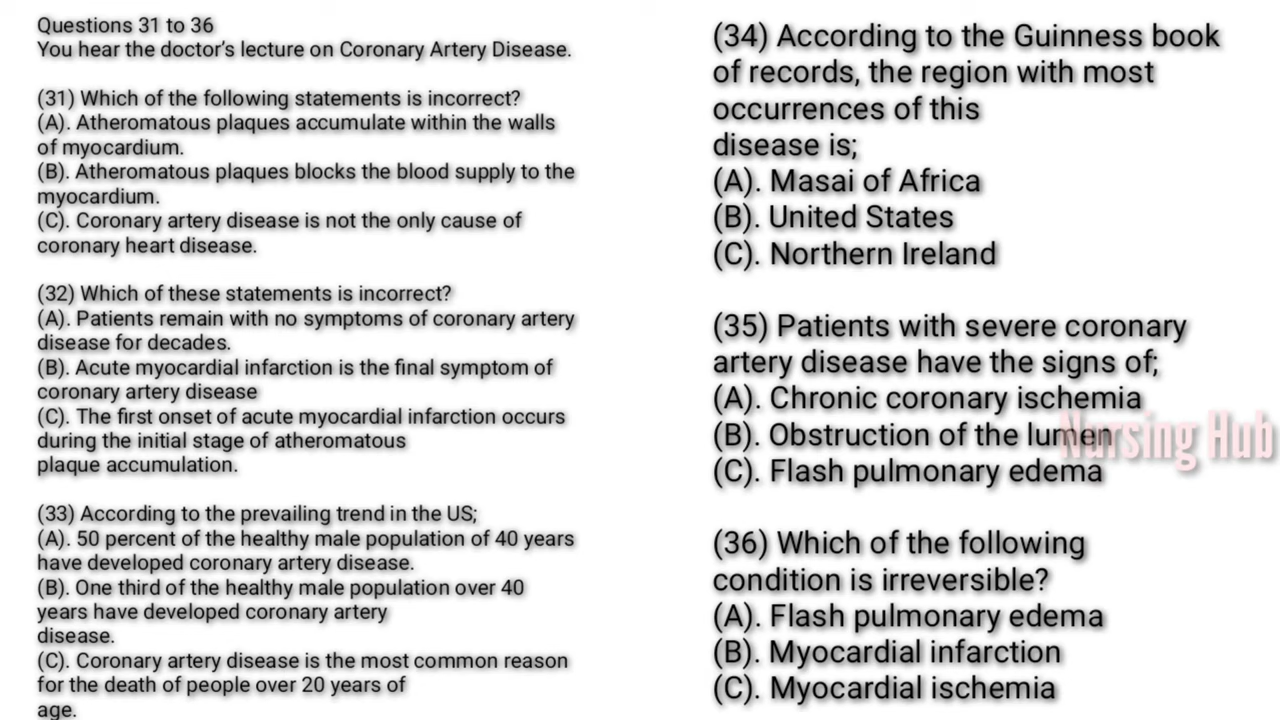 Questions 31 to 36
You hear the doctor's lecture on Coronary Artery Disease.
(31) Which of the following statements is incorrect?
(A). Atheromatous plaques accumulate within the walls
of myocardium.
(B). Atheromatous plaques blocks the blood supply to the
myocardium.
(C). Coronary artery disease is not the only cause of
coronary heart disease.
(32) Which of these statements is incorrect?
(A). Patients remain with no symptoms of coronary artery
disease for decades.
(B). Acute myocardial infarction is the final symptom of
coronary artery disease
(C). The first onset of acute myocardial infarction occurs
during the initial stage of atheromatous
plaque accumulation.
(33) According to the prevailing trend in the US;
(A). 50 percent of the healthy male population of 40 years
have developed coronary artery disease.
(B). One third of the healthy male population over 40
years have developed coronary artery
disease.
(C). Coronary artery disease is the most common reason
for the death of people over 20 years of
age.
(34) According to the Guinness book
of records, the region with most
occurrences of this
disease is;
(A). Masai of Africa
(B). United States
(C). Northern Ireland
(35) Patients with severe coronary
artery disease have the signs of;
(A). Chronic coronary ischemia
(B). Obstruction of the lumen
(C). Flash pulmonary edema
Nursing Hub
(36) Which of the following
condition is irreversible?
(A). Flash pulmonary edema
(B). Myocardial infarction
(C). Myocardial ischemia